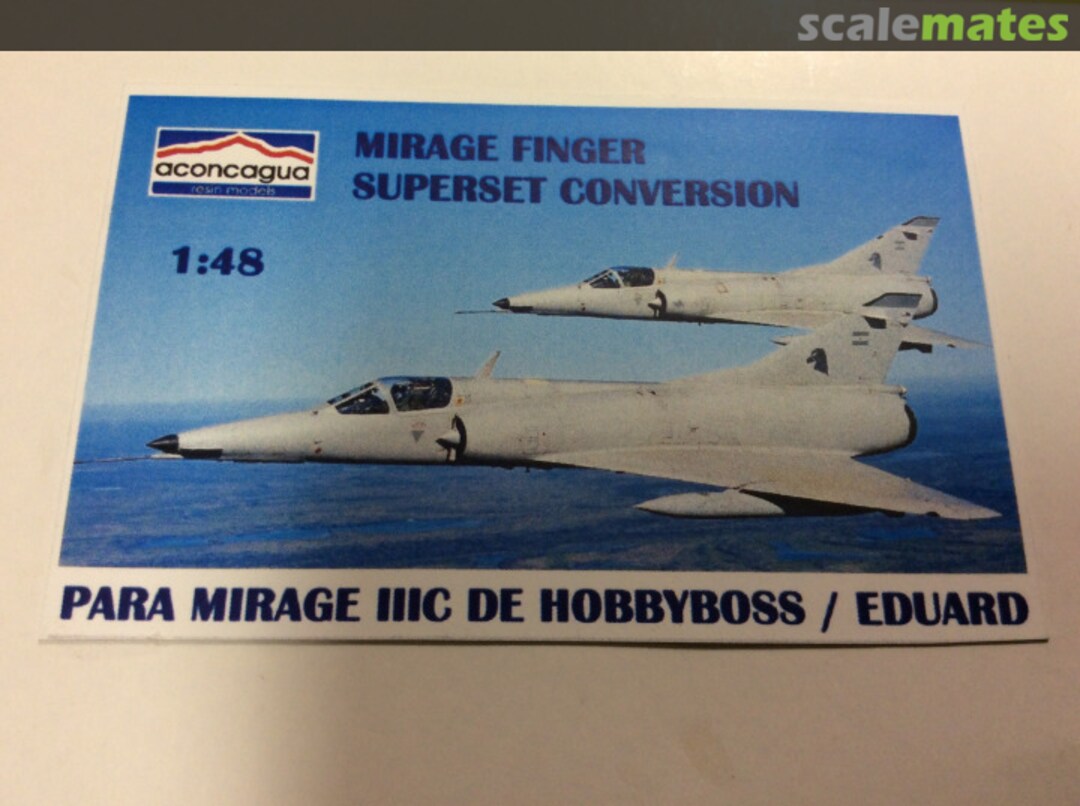 scalemates
aconcagua
resin models
MIRAGE FINGER
SUPERSET CONVERSION
1:48
PARA MIRAGE IIIC DE HOBBYBOSS / EDUARD